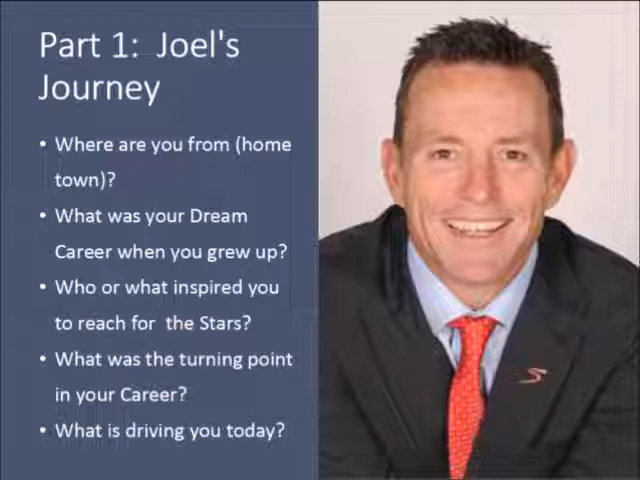 Part 1: Joel's
Journey
• Where are you from (home
town)?
• What was your Dream
Career when you grew up?
• Who or what inspired you
to reach for the Stars?
• What was the turning point
in your Career?
• What is driving you today?